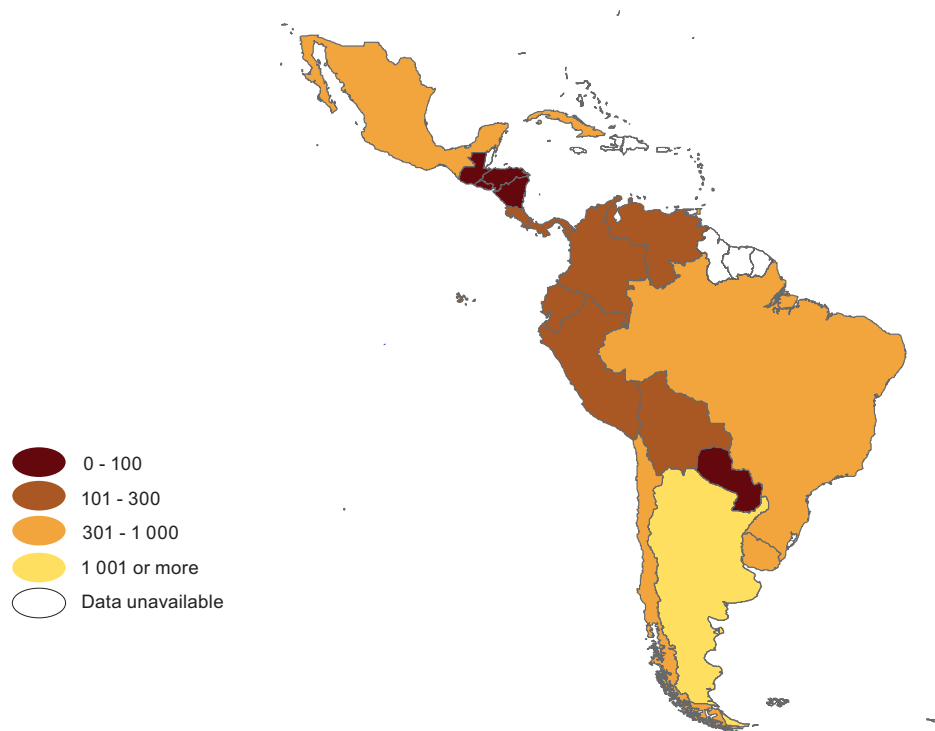 0 - 100
101 - 300
301 - 1 000
1 001 or more
Data unavailable